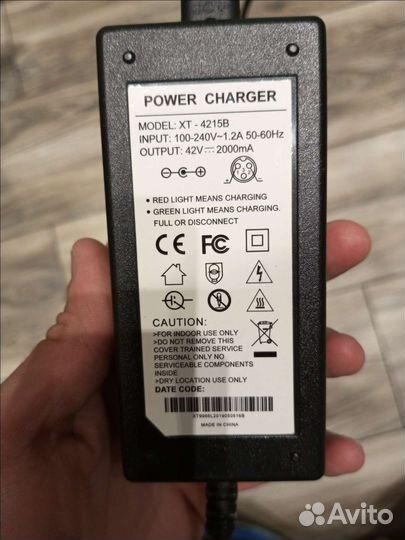 POWER CHARGER
MODEL: XT - 4215B
INPUT: 100-240V~1.2A 50-60Hz
OUTPUT: 42V⎓ 2000mA
● RED LIGHT MEANS CHARGING
● GREEN LIGHT MEANS CHARGING.
FULL OR DISCONNECT
CE FC
CAUTION:
>FOR INDOOR USE ONLY
>DO NOT REMOVE THIS
COVER TRAINED SERVICE
PERSONAL ONLY NO
SERVICEABLE COMPONENTS
INSIDE
>DRY LOCATION USE ONLY
DATE CODE:
MADE IN CHINA
Avito